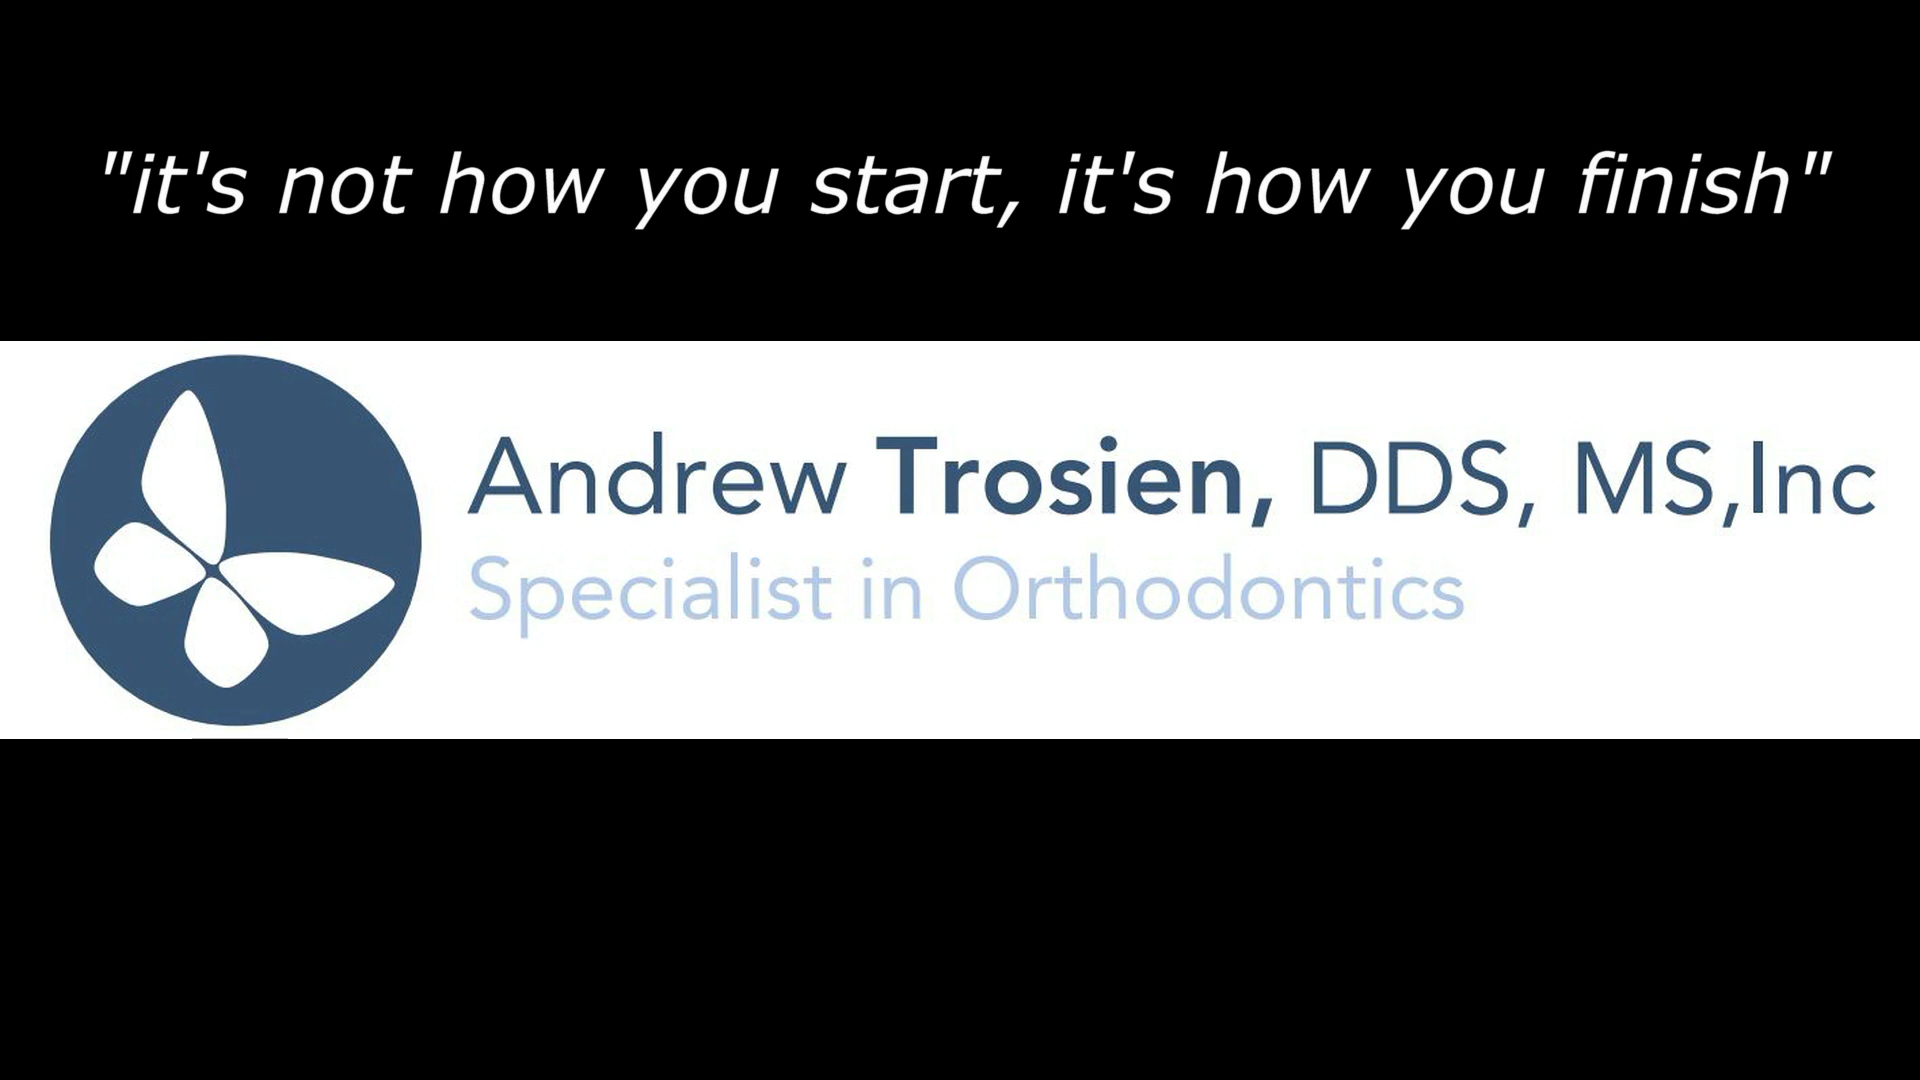 "it's not how you start, it's how you finish"
Andrew Trosien, DDS, MS,Inc
Specialist in Orthodontics